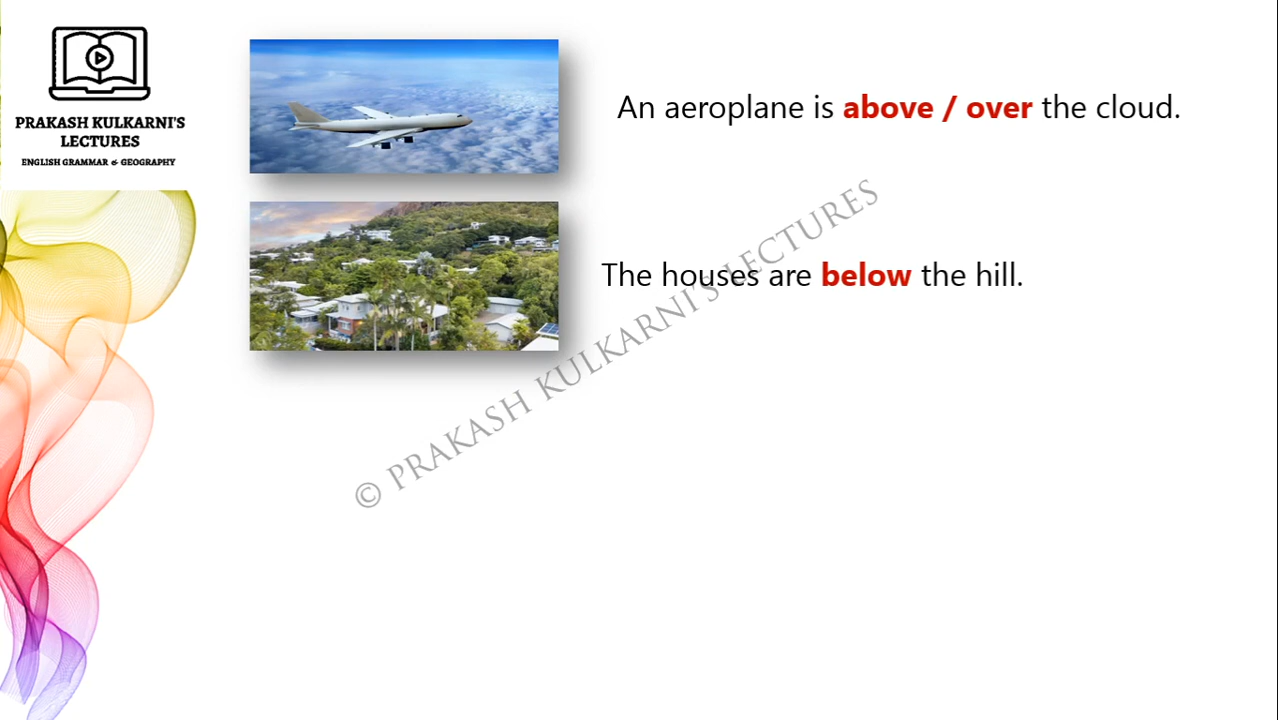 PRAKASH KULKARNI'S
LECTURES
ENGLISH GRAMMAR & GEOGRAPHY
An aeroplane is above / over the cloud.
The houses are below the hill.
© PRAKASH KULKARNI'S LECTURES